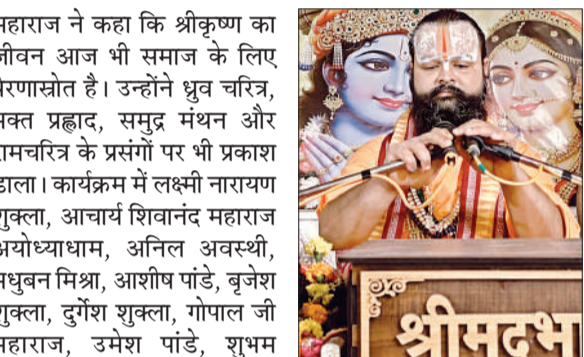 महाराज ने कहा कि श्रीकृष्ण का
जीवन आज भी समाज के लिए
प्रेरणास्रोत है। उन्होंने ध्रुव चरित्र,
भक्त प्रह्लाद, समुद्र मंथन और
रामचरित्र के प्रसंगों पर भी प्रकाश
डाला। कार्यक्रम में लक्ष्मी नारायण
शुक्ला, आचार्य शिवानंद महाराज
अयोध्याधाम, अनिल अवस्थी,
मधुबन मिश्रा, आशीष पांडे, बृजेश
शुक्ला, दुर्गेश शुक्ला, गोपाल जी
महाराज, उमेश पांडे, शुभम
श्रीमद्भा